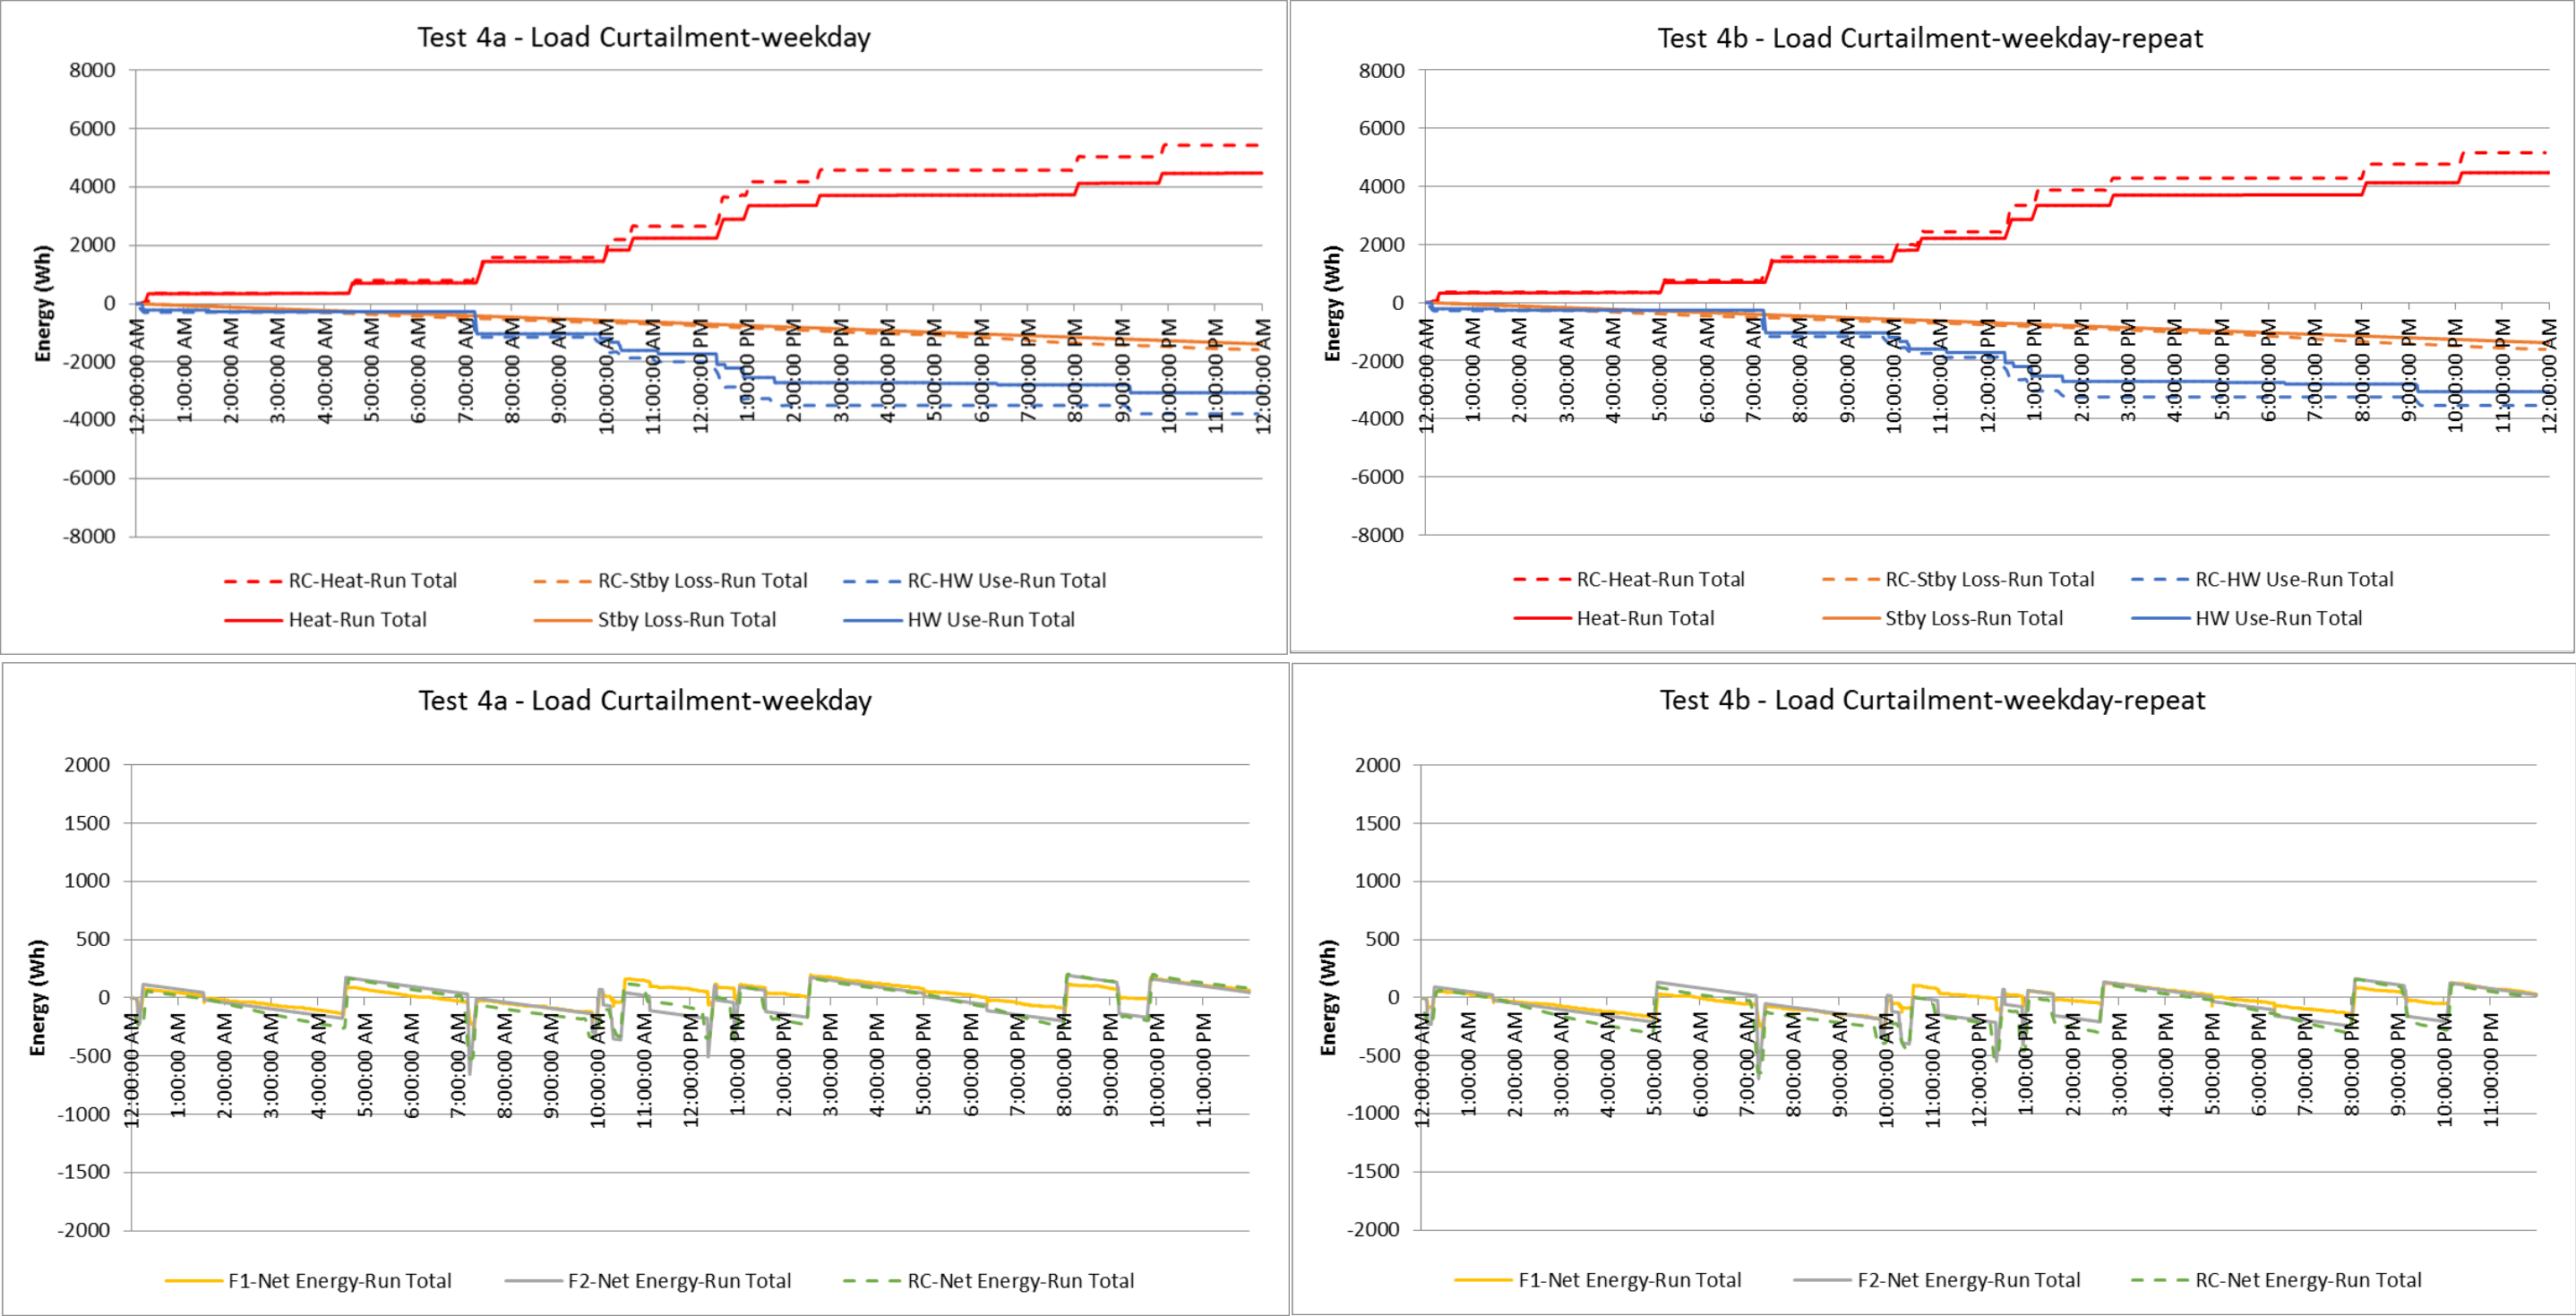 Test 4a - Load Curtailment-weekday
8000
6000
4000
2000
0
-2000
-4000
-6000
-8000
Energy (Wh)
12:00:00 AM
1:00:00 AM
2:00:00 AM
3:00:00 AM
4:00:00 AM
5:00:00 AM
6:00:00 AM
7:00:00 AM
8:00:00 AM
9:00:00 AM
10:00:00 AM
11:00:00 AM
12:00:00 PM
1:00:00 PM
2:00:00 PM
3:00:00 PM
4:00:00 PM
5:00:00 PM
6:00:00 PM
7:00:00 PM
8:00:00 PM
9:00:00 PM
10:00:00 PM
11:00:00 PM
12:00:00 AM
RC-Heat-Run Total RC-Stby Loss-Run Total RC-HW Use-Run Total
Heat-Run Total Stby Loss-Run Total HW Use-Run Total
Test 4b - Load Curtailment-weekday-repeat
8000
6000
4000
2000
0
-2000
-4000
-6000
-8000
Energy (Wh)
12:00:00 AM
1:00:00 AM
2:00:00 AM
3:00:00 AM
4:00:00 AM
5:00:00 AM
6:00:00 AM
7:00:00 AM
8:00:00 AM
9:00:00 AM
10:00:00 AM
11:00:00 AM
12:00:00 PM
1:00:00 PM
2:00:00 PM
3:00:00 PM
4:00:00 PM
5:00:00 PM
6:00:00 PM
7:00:00 PM
8:00:00 PM
9:00:00 PM
10:00:00 PM
11:00:00 PM
12:00:00 AM
RC-Heat-Run Total RC-Stby Loss-Run Total RC-HW Use-Run Total
Heat-Run Total Stby Loss-Run Total HW Use-Run Total
Test 4a - Load Curtailment-weekday
2000
1500
1000
500
0
-500
-1000
-1500
-2000
Energy (Wh)
12:00:00 AM
1:00:00 AM
2:00:00 AM
3:00:00 AM
4:00:00 AM
5:00:00 AM
6:00:00 AM
7:00:00 AM
8:00:00 AM
9:00:00 AM
10:00:00 AM
11:00:00 AM
12:00:00 PM
1:00:00 PM
2:00:00 PM
3:00:00 PM
4:00:00 PM
5:00:00 PM
6:00:00 PM
7:00:00 PM
8:00:00 PM
9:00:00 PM
10:00:00 PM
11:00:00 PM
F1-Net Energy-Run Total F2-Net Energy-Run Total RC-Net Energy-Run Total
Test 4b - Load Curtailment-weekday-repeat
2000
1500
1000
500
0
-500
-1000
-1500
-2000
Energy (Wh)
12:00:00 AM
1:00:00 AM
2:00:00 AM
3:00:00 AM
4:00:00 AM
5:00:00 AM
6:00:00 AM
7:00:00 AM
8:00:00 AM
9:00:00 AM
10:00:00 AM
11:00:00 AM
12:00:00 PM
1:00:00 PM
2:00:00 PM
3:00:00 PM
4:00:00 PM
5:00:00 PM
6:00:00 PM
7:00:00 PM
8:00:00 PM
9:00:00 PM
10:00:00 PM
11:00:00 PM
F1-Net Energy-Run Total F2-Net Energy-Run Total RC-Net Energy-Run Total